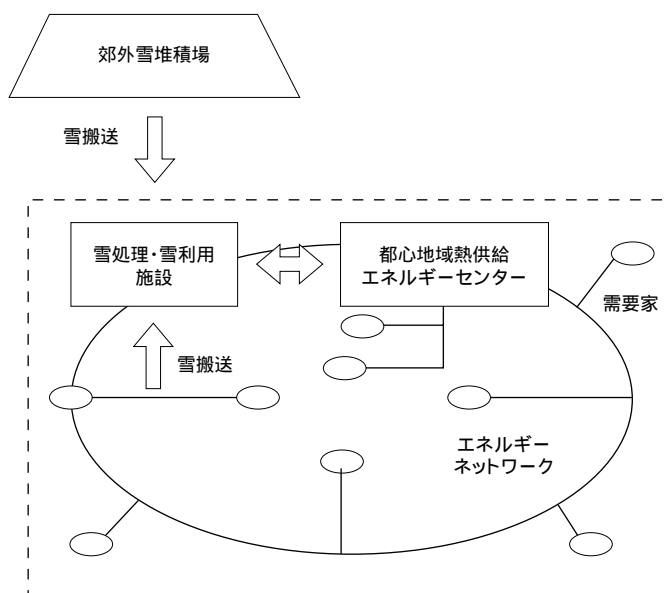 郊外雪堆積場
雪搬送
雪処理・雪利用
施設
都心地域熱供給
エネルギーセンター
需要家
雪搬送
エネルギー
ネットワーク